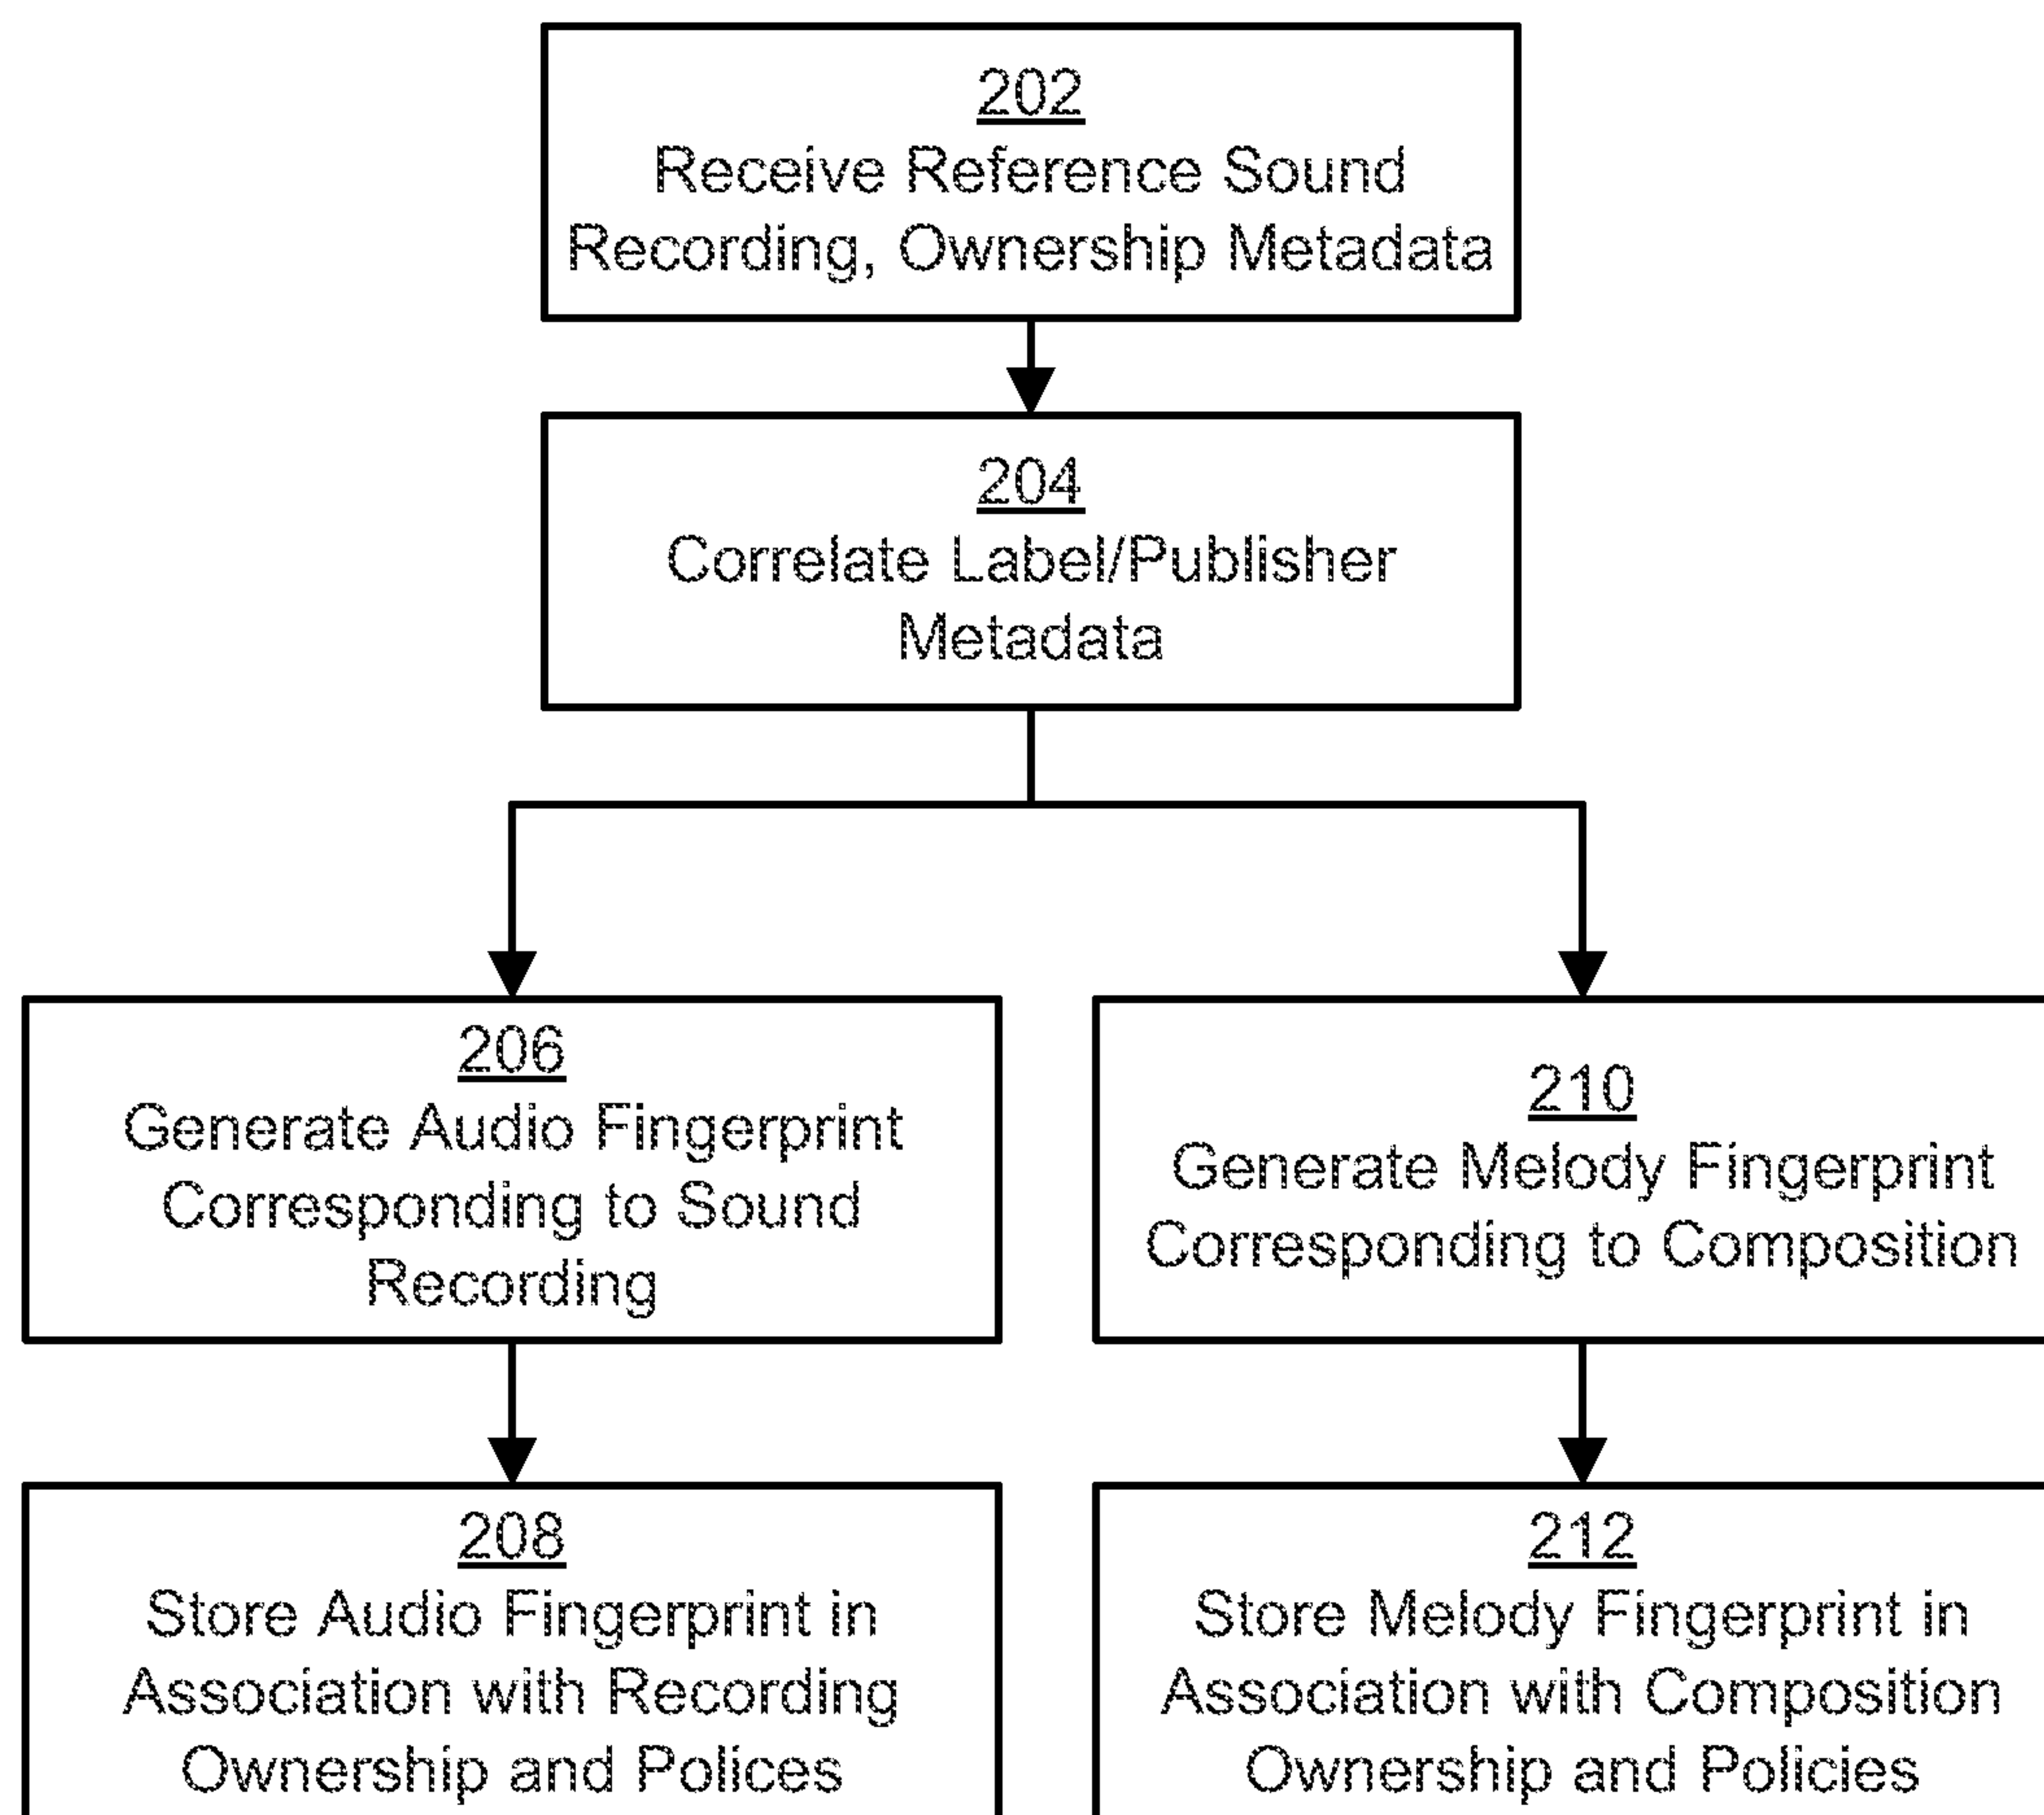 202
Receive Reference Sound
Recording, Ownership Metadata
204
Correlate Label/Publisher
Metadata
206
Generate Audio Fingerprint
Corresponding to Sound
Recording
210
Generate Melody Fingerprint
Corresponding to Composition
208
Store Audio Fingerprint in
Association with Recording
Ownership and Polices
212
Store Melody Fingerprint in
Association with Composition
Ownership and Policies